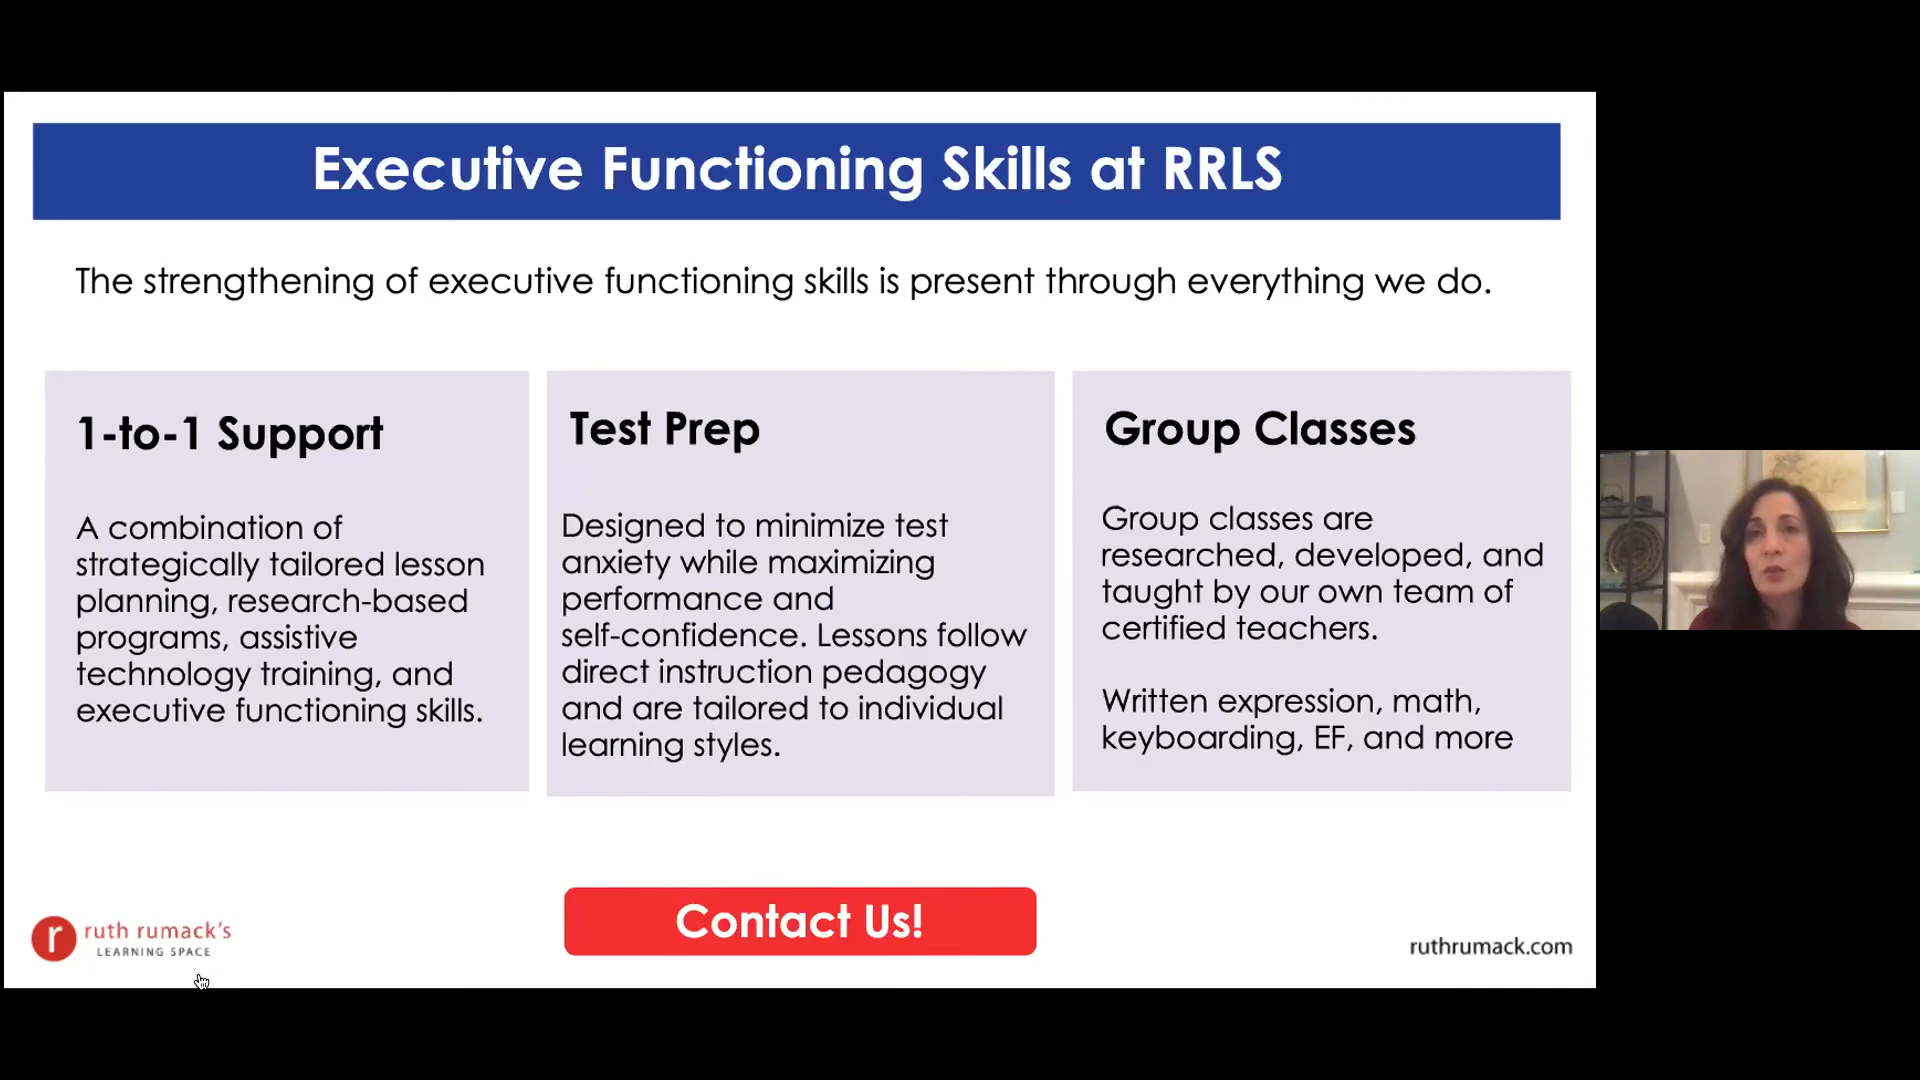 Executive Functioning Skills at RRLS
The strengthening of executive functioning skills is present through everything we do.
1-to-1 Support
A combination of
strategically tailored lesson
planning, research-based
programs, assistive
technology training, and
executive functioning skills.
Test Prep
Designed to minimize test
anxiety while maximizing
performance and
self-confidence. Lessons follow
direct instruction pedagogy
and are tailored to individual
learning styles.
Group Classes
Group classes are
researched, developed, and
taught by our own team of
certified teachers.
Written expression, math,
keyboarding, EF, and more
Contact Us!
r
ruth rumack's
LEARNING SPACE
ruthrumack.com